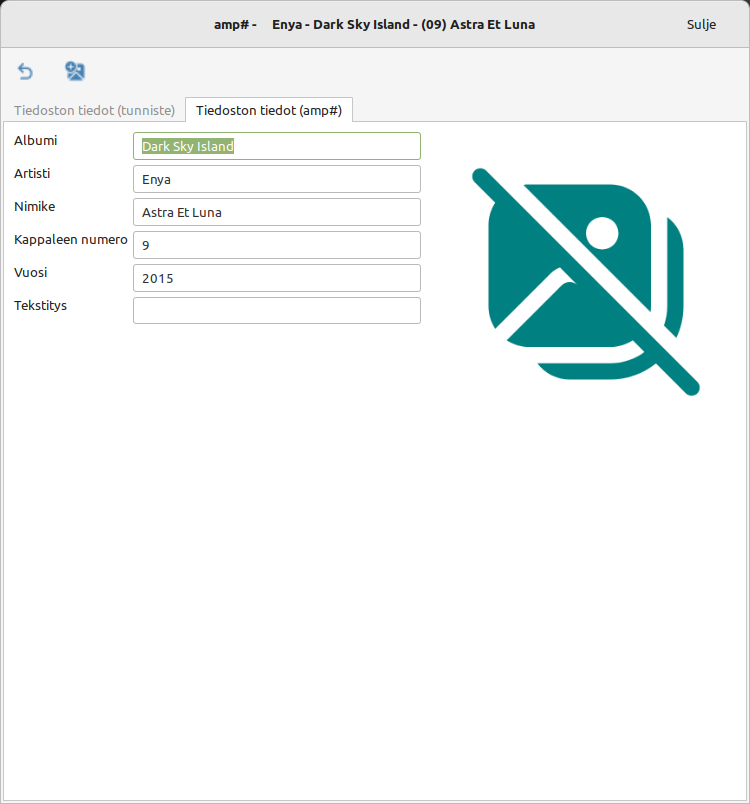 amp# - Enya - Dark Sky Island - (09) Astra Et Luna Sulje
Tiedoston tiedot (tunniste) Tiedoston tiedot (amp#)
Albumi Dark Sky Island
Artisti Enya
Nimike Astra Et Luna
Kappaleen numero 9
Vuosi 2015
Tekstitys